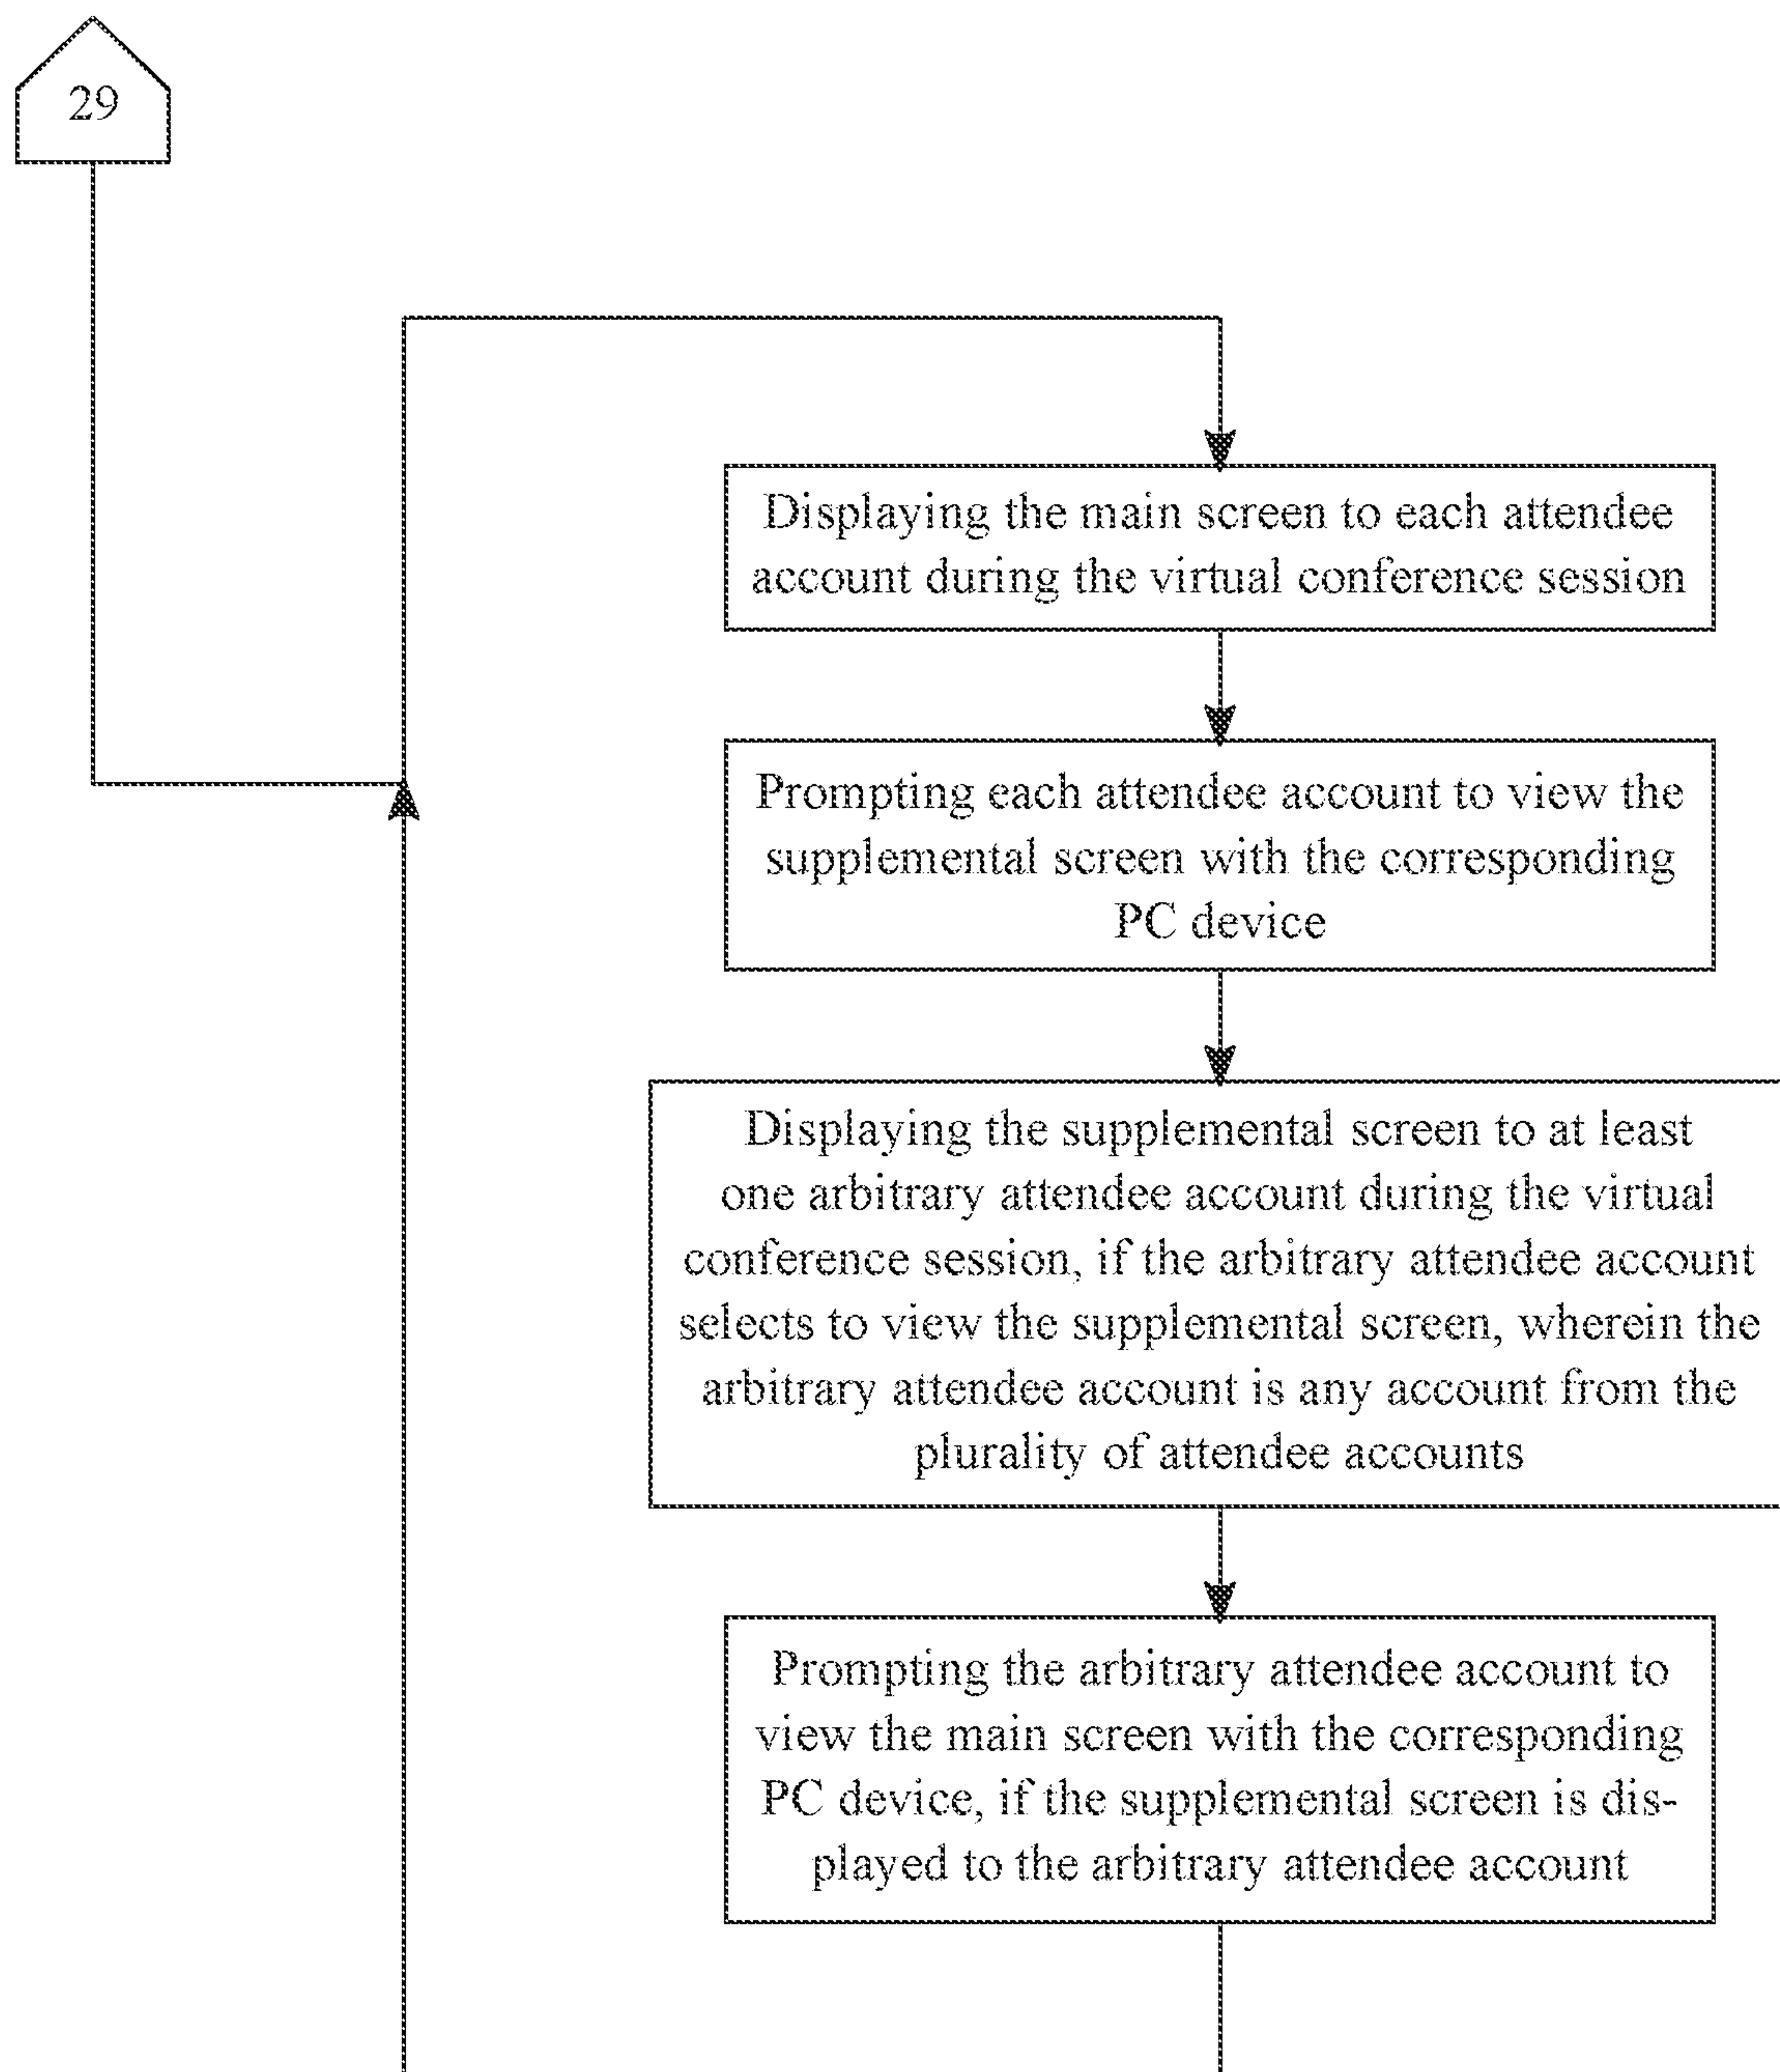 29
Displaying the main screen to each attendee
account during the virtual conference session
Prompting each attendee account to view the
supplemental screen with the corresponding
PC device
Displaying the supplemental screen to at least
one arbitrary attendee account during the virtual
conference session, if the arbitrary attendee account
selects to view the supplemental screen, wherein the
arbitrary attendee account is any account from the
plurality of attendee accounts
Prompting the arbitrary attendee account to
view the main screen with the corresponding
PC device, if the supplemental screen is dis-
played to the arbitrary attendee account